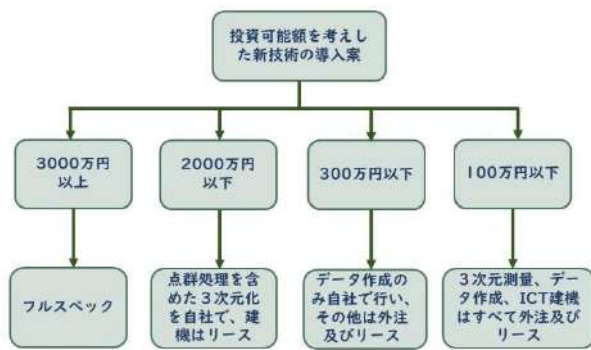 投資可能額を考えし
た新技術の導入案
3000万円
以上
2000万円
以下
300万円以下
100万円以下
フルスペック
点群処理を含
めた3次元化
を自社で、建
機はリース
データ作成の
み自社で行い、
その他は外注
及びリース
3次元測量、デー
タ作成、ICT建機
はすべて外注及び
リース